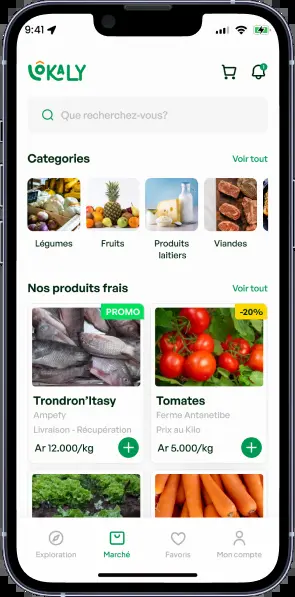 9:41
LOKALY
1
Que recherchez-vous?
Categories
Voir tout
Légumes
Fruits
Produits
laitiers
Viandes
Nos produits frais
Voir tout
PROMO
-20%
Trondron'Itasy
Tomates
Ampefy
Ferme Antanetibe
Livraison - Récupération
Prix au Kilo
Ar 12.000/kg
Ar 5.000/kg
Exploration
Marché
Favoris
Mon compte